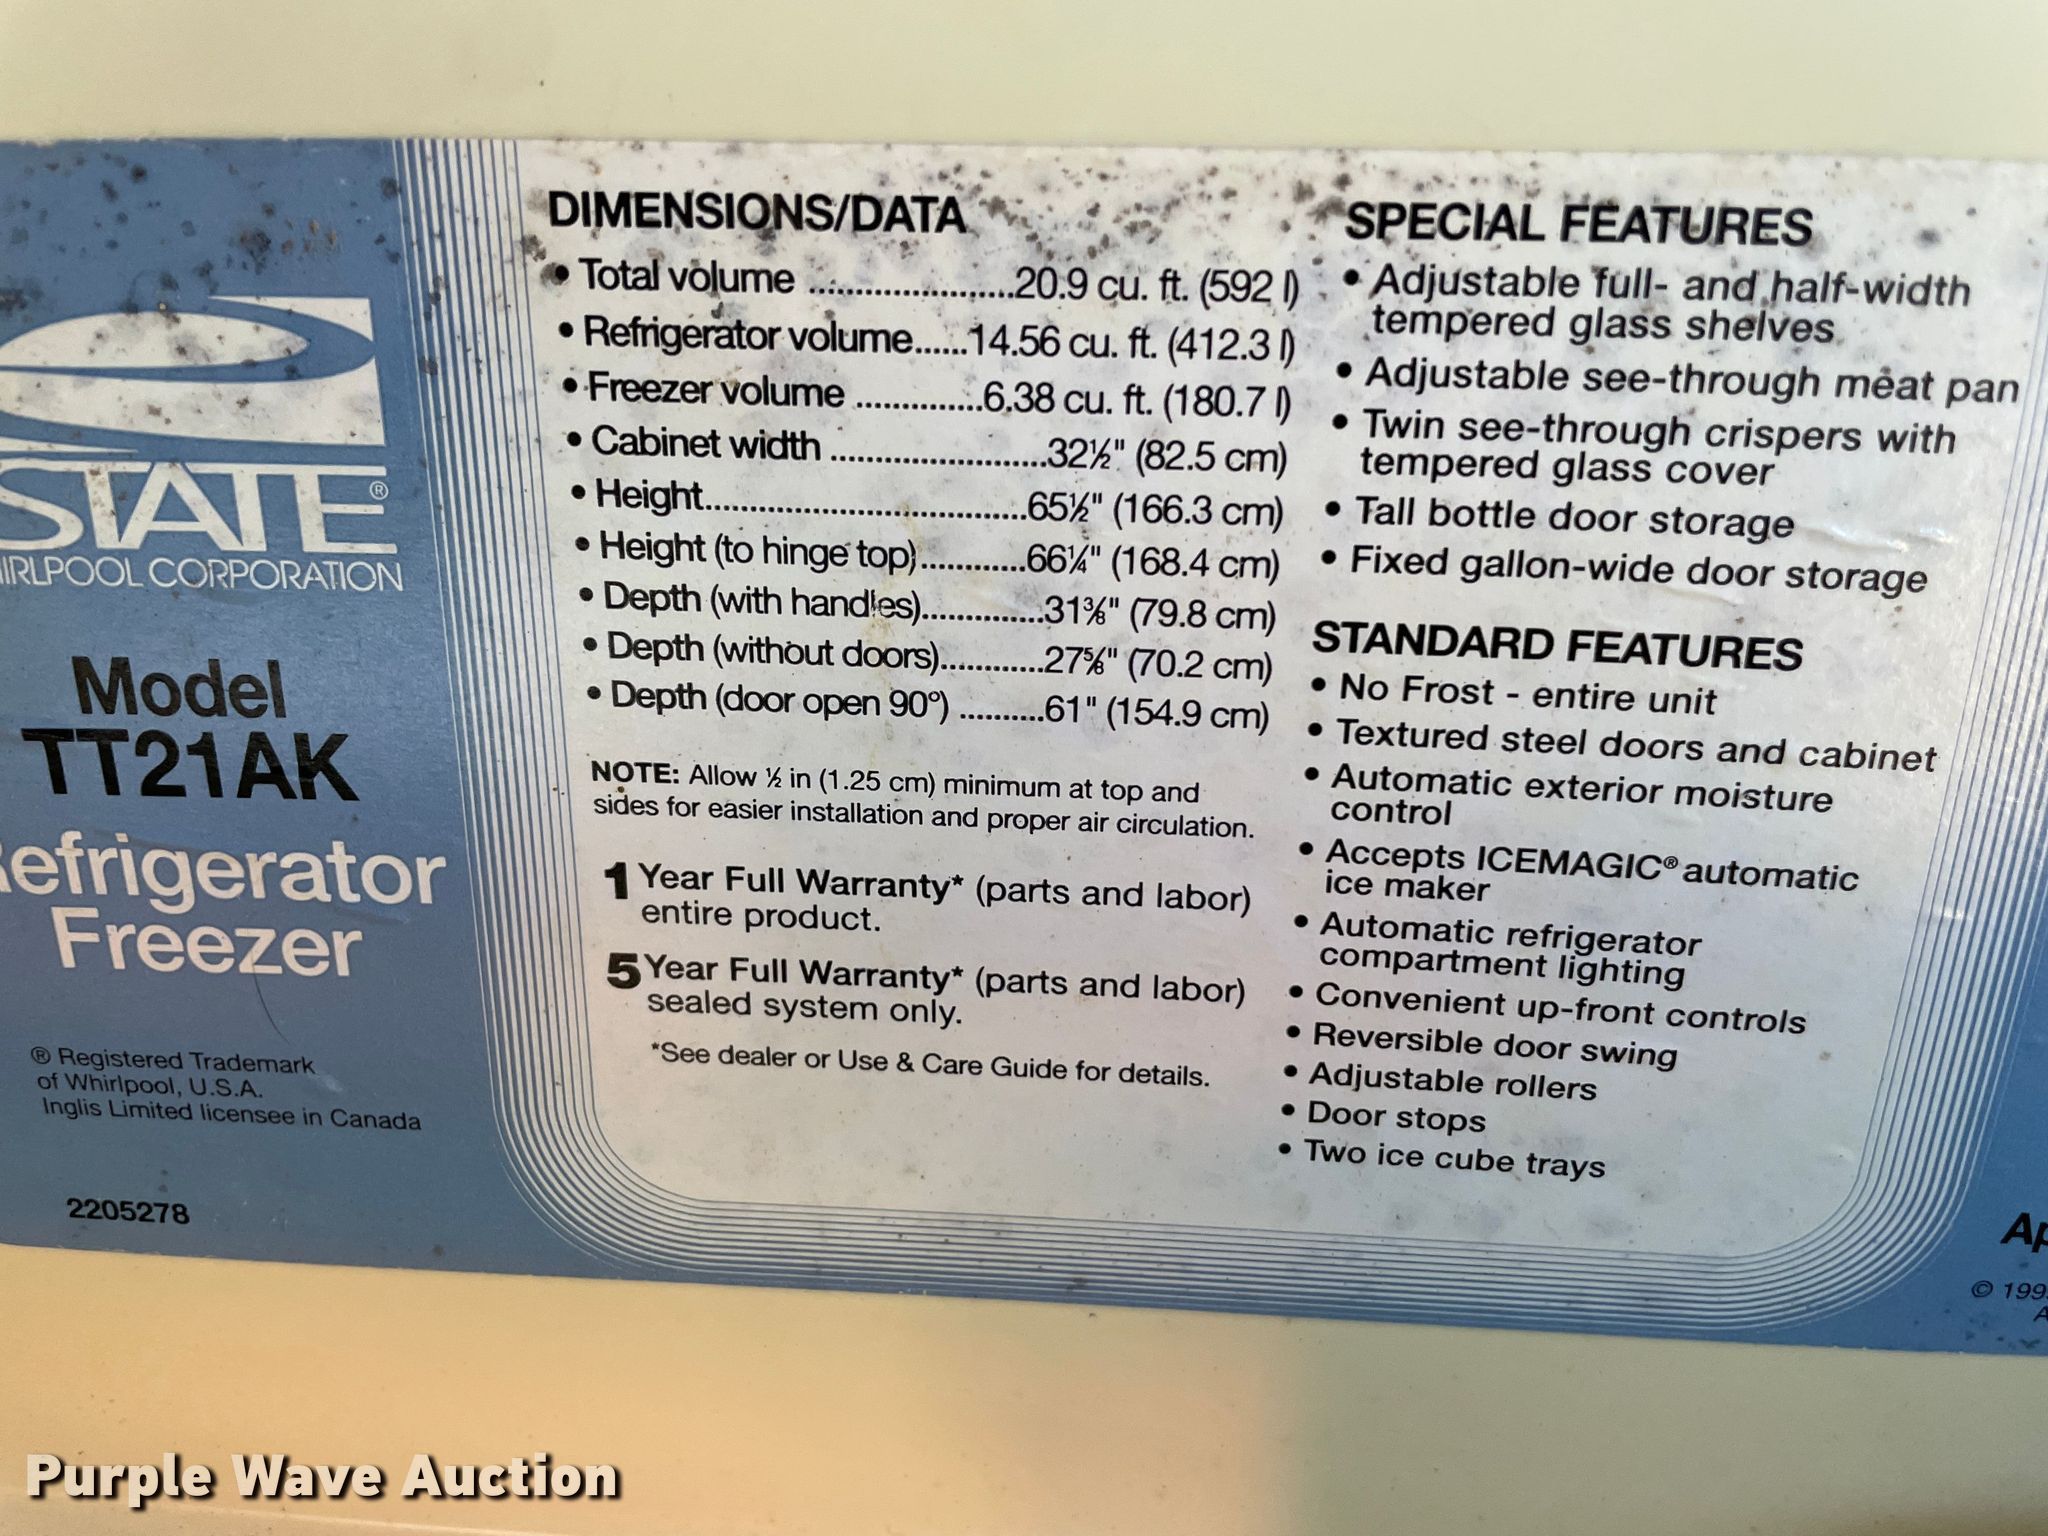 STATE®
WHIRLPOOL CORPORATION
Model
TT21AK
Refrigerator
Freezer
® Registered Trademark
of Whirlpool, U.S.A.
Inglis Limited licensee in Canada
2205278
DIMENSIONS/DATA
• Total volume ......................20.9 cu. ft. (592 l)
• Refrigerator volume......14.56 cu. ft. (412.3 l)
• Freezer volume ..............6.38 cu. ft. (180.7 l)
• Cabinet width .......................32½" (82.5 cm)
• Height..................................65½" (166.3 cm)
• Height (to hinge top)............66¼" (168.4 cm)
• Depth (with handles).............31⅜" (79.8 cm)
• Depth (without doors)...........27⅝" (70.2 cm)
• Depth (door open 90°) .........61" (154.9 cm)
NOTE: Allow ½ in (1.25 cm) minimum at top and
sides for easier installation and proper air circulation.
1 Year Full Warranty* (parts and labor)
entire product.
5 Year Full Warranty* (parts and labor)
sealed system only.
*See dealer or Use & Care Guide for details.
SPECIAL FEATURES
• Adjustable full- and half-width
tempered glass shelves
• Adjustable see-through meat pan
• Twin see-through crispers with
tempered glass cover
• Tall bottle door storage
• Fixed gallon-wide door storage
STANDARD FEATURES
• No Frost - entire unit
• Textured steel doors and cabinet
• Automatic exterior moisture
control
• Accepts ICEMAGIC® automatic
ice maker
• Automatic refrigerator
compartment lighting
• Convenient up-front controls
• Reversible door swing
• Adjustable rollers
• Door stops
• Two ice cube trays
Purple Wave Auction